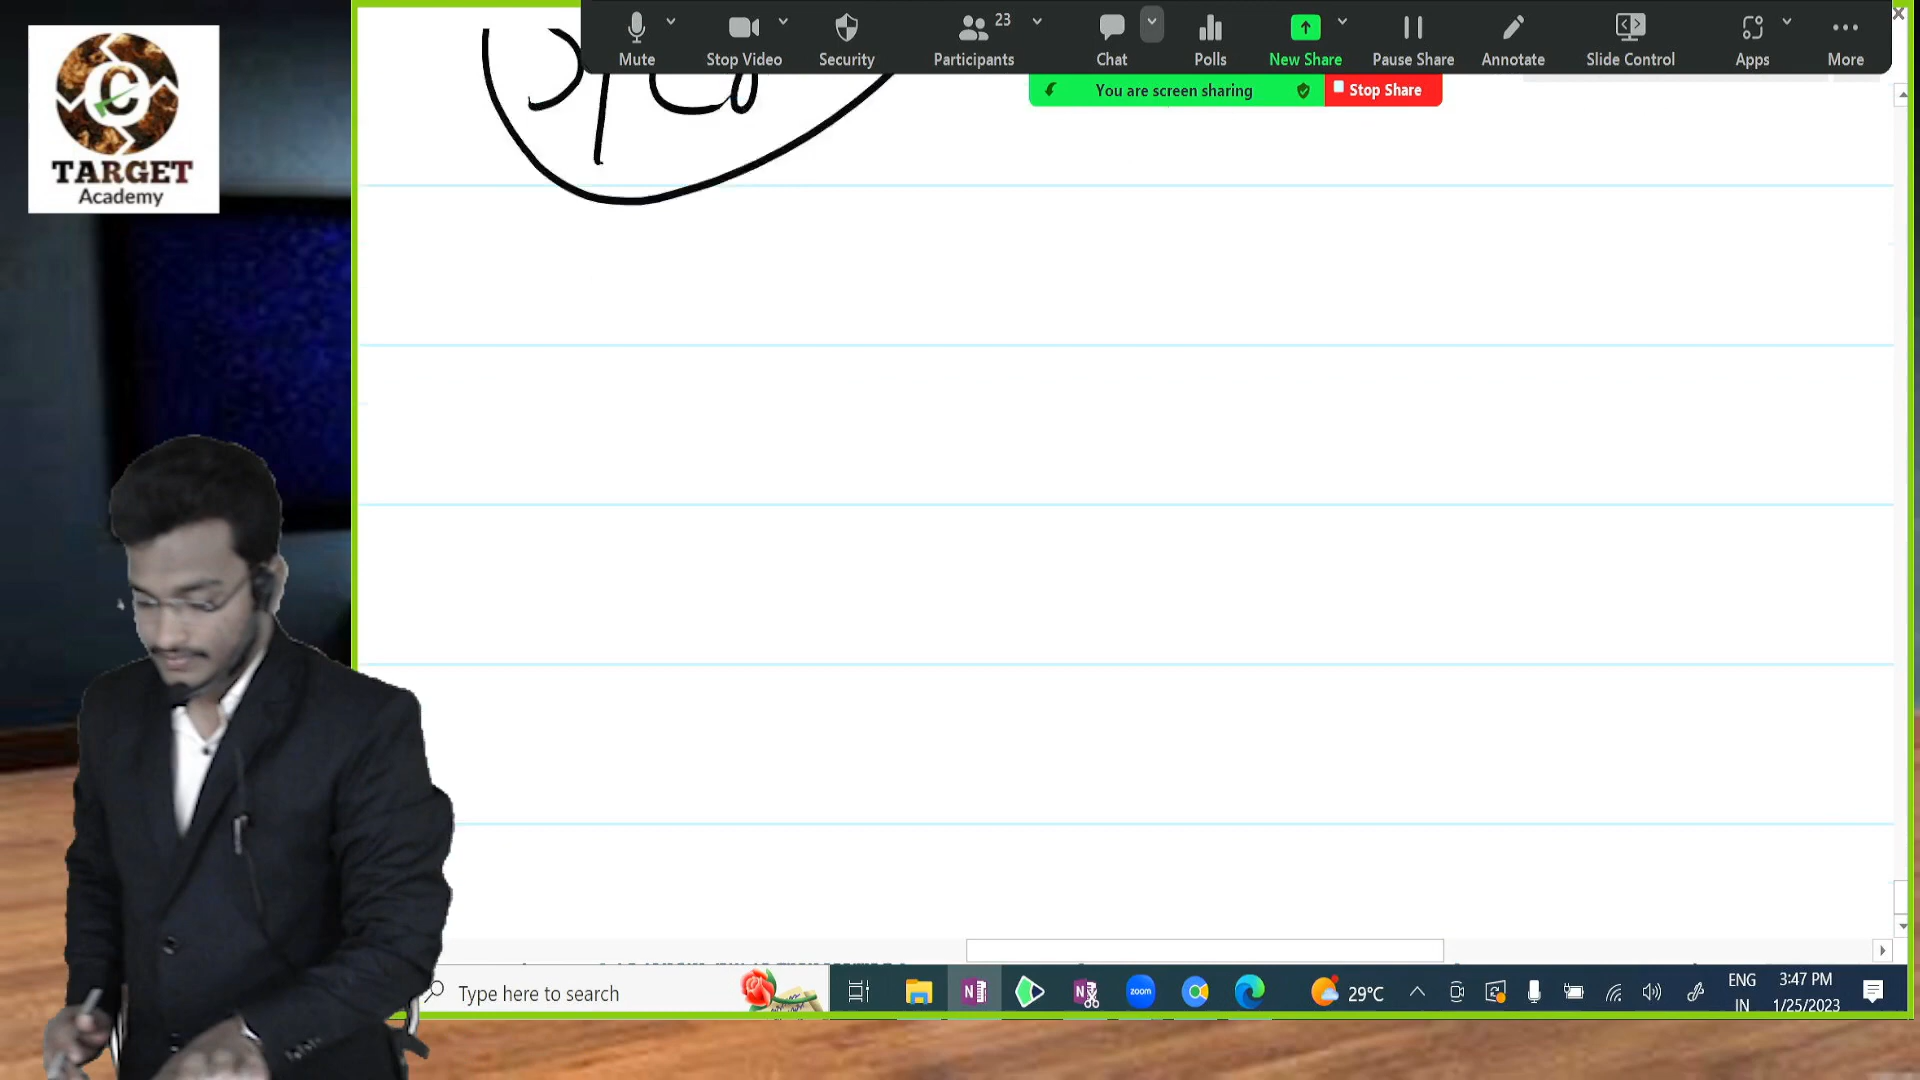 23
Mute
Stop Video
Security
Participants
Chat
Polls
New Share
Pause Share
Annotate
Slide Control
Apps
More
You are screen sharing
Stop Share
C
TARGET
Academy
Type here to search
N
N
zoom
29°C
ENG
IN
3:47 PM
1/25/2023